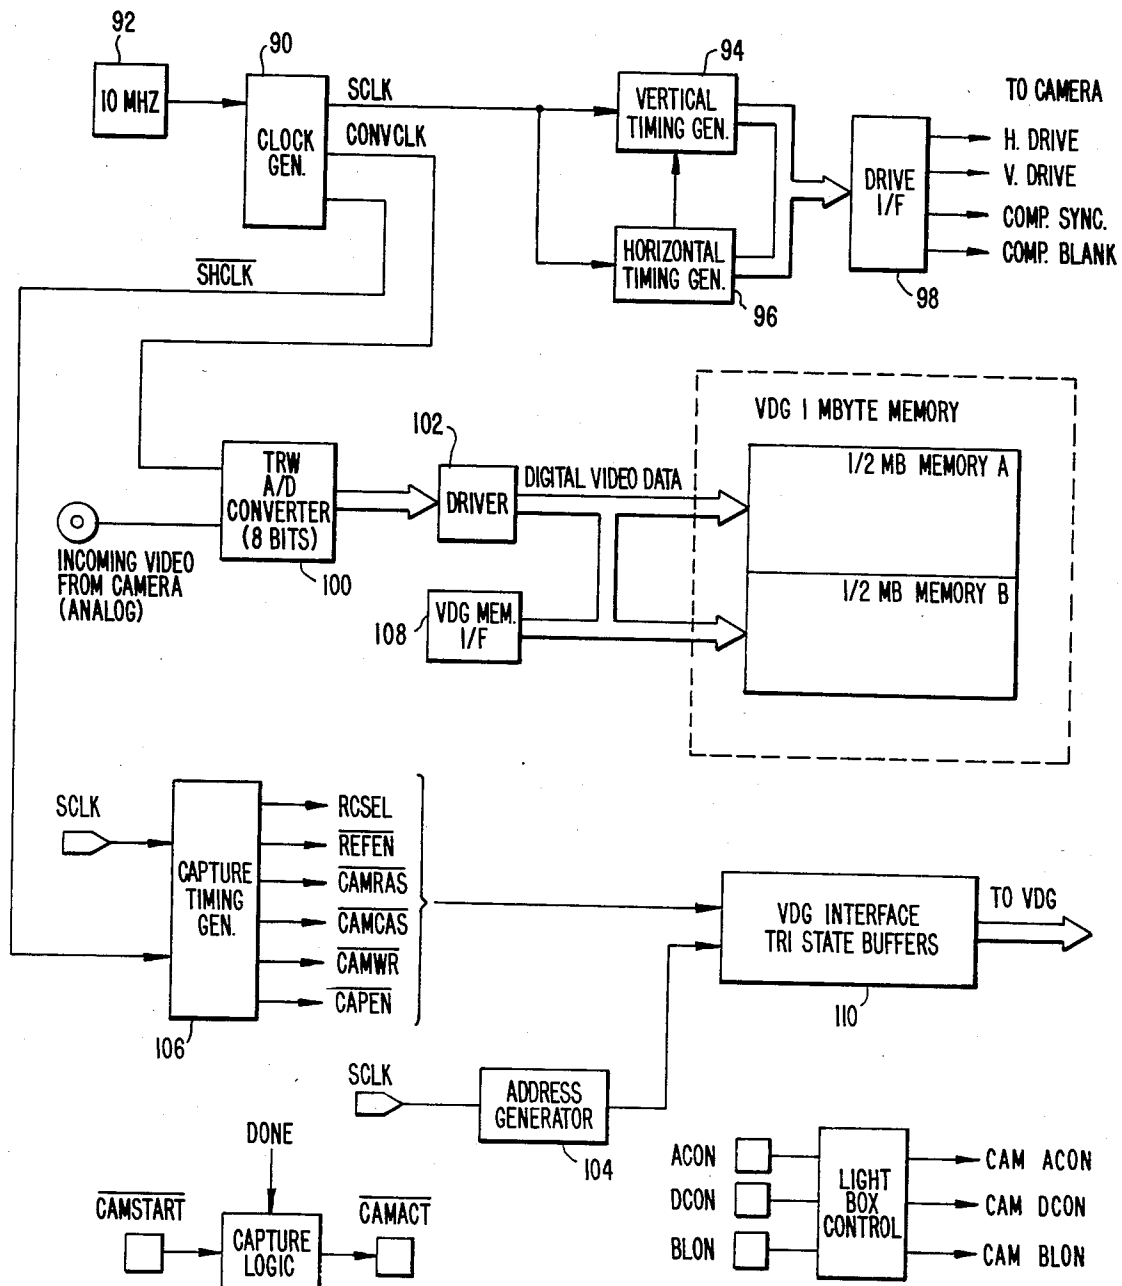 92
10 MHZ
90
CLOCK
GEN.
SCLK
CONVCLK
SHCLK
94
VERTICAL
TIMING GEN.
HORIZONTAL
TIMING GEN.
96
TO CAMERA
DRIVE
I/F
98
H. DRIVE
V. DRIVE
COMP. SYNC.
COMP. BLANK
VDG 1 MBYTE MEMORY
1/2 MB MEMORY A
1/2 MB MEMORY B
TRW
A/D
CONVERTER
(8 BITS)
100
102
DRIVER
DIGITAL VIDEO DATA
INCOMING VIDEO
FROM CAMERA
(ANALOG)
108
VDG MEM.
I/F
SCLK
CAPTURE
TIMING
GEN.
106
RCSEL
REFEN
CAMRAS
CAMCAS
CAMWR
CAPEN
VDG INTERFACE
TRI STATE BUFFERS
110
TO VDG
SCLK
ADDRESS
GENERATOR
104
DONE
CAMSTART
CAPTURE
LOGIC
CAMACT
ACON
DCON
BLON
LIGHT
BOX
CONTROL
CAM ACON
CAM DCON
CAM BLON